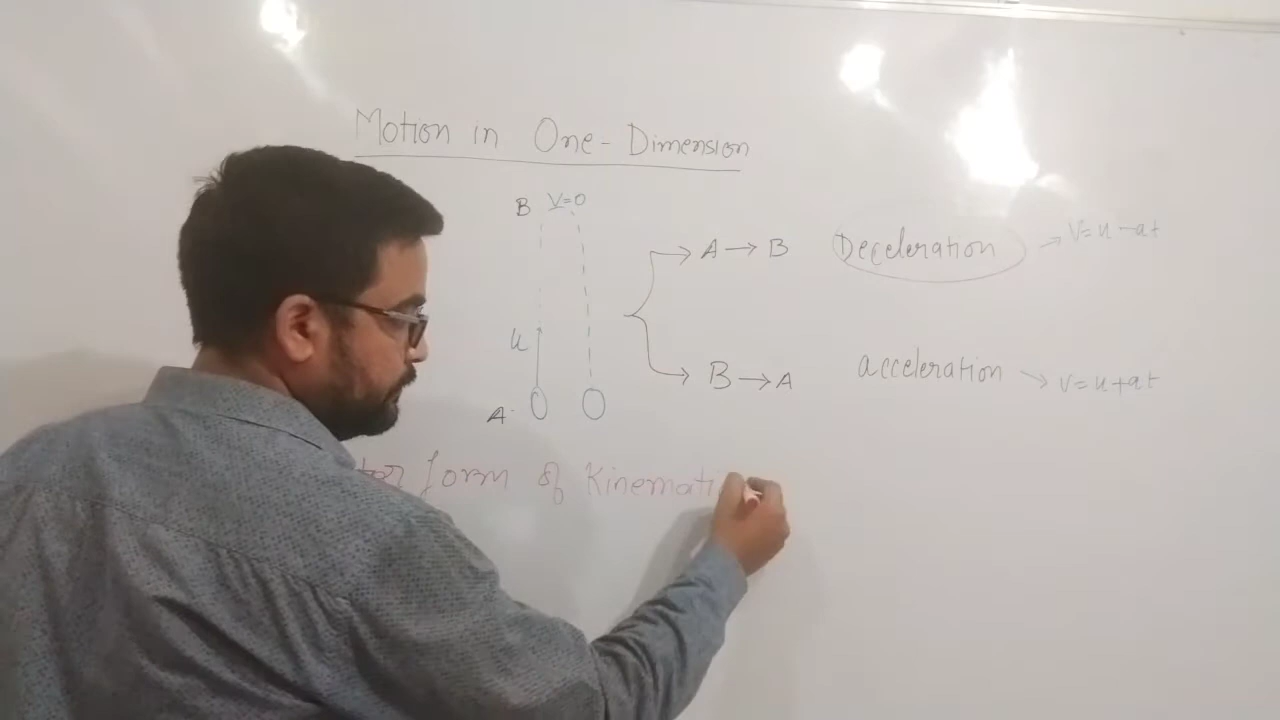 Motion in One-Dimension
B V=0
A → B Deceleration → V=u-at
u
B → A acceleration → V=u+at
A
form of Kinemati